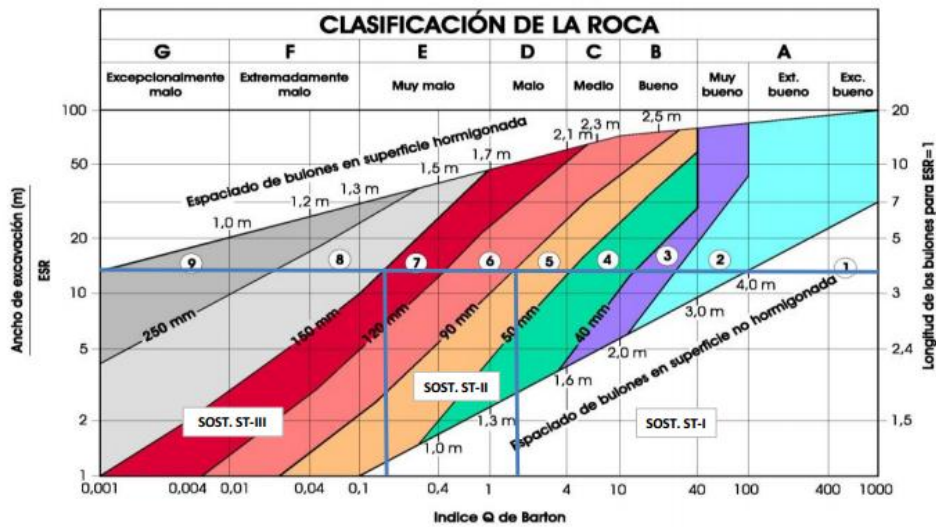 CLASIFICACIÓN DE LA ROCA
G F E D C B A
Excepcionalmente malo
Extremadamente malo
Muy malo
Malo
Medio
Bueno
Muy bueno
Ext. bueno
Exc. bueno
Ancho de excavación (m)
ESR
100
50
20
10
5
2
1
Espaciado de bulones en superficie hormigonada
1,0 m
1,2 m
1,3 m
1,5 m
1,7 m
2,1 m
2,3 m
2,5 m
9 8 7 6 5 4 3 2 1
250 mm
150 mm
120 mm
90 mm
50 mm
40 mm
4,0 m
3,0 m
2,0 m
1,6 m
1,3 m
1,0 m
Espaciado de bulones en superficie no hormigonada
SOST. ST-III
SOST. ST-II
SOST. ST-I
20
10
7
5
3
2,4
1,5
Longitud de los bulones para ESR=1
0,001 0,004 0,01 0,04 0,1 0,4 1 4 10 40 100 400 1000
Indice Q de Barton